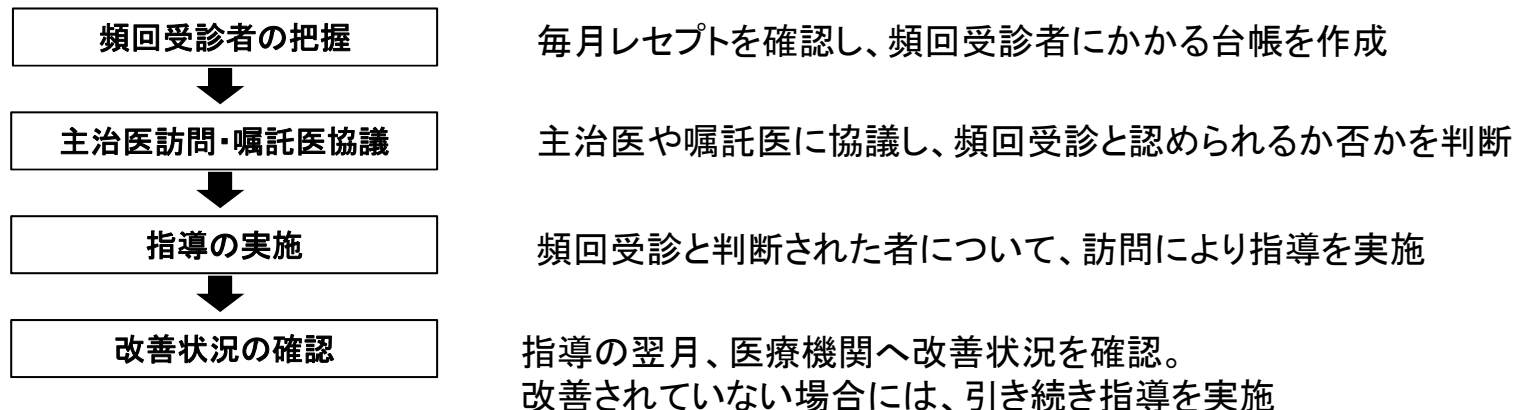 頻回受診者の把握
毎月レセプトを確認し、頻回受診者にかかる台帳を作成
主治医訪問・嘱託医協議
主治医や嘱託医に協議し、頻回受診と認められるか否かを判断
指導の実施
頻回受診と判断された者について、訪問により指導を実施
改善状況の確認
指導の翌月、医療機関へ改善状況を確認。
改善されていない場合には、引き続き指導を実施